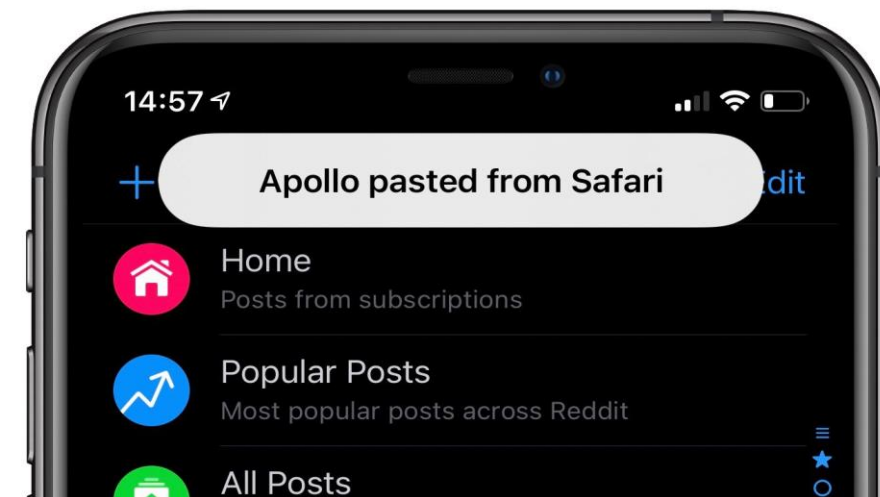 14:57
Apollo pasted from Safari
dit
Home
Posts from subscriptions
Popular Posts
Most popular posts across Reddit
All Posts